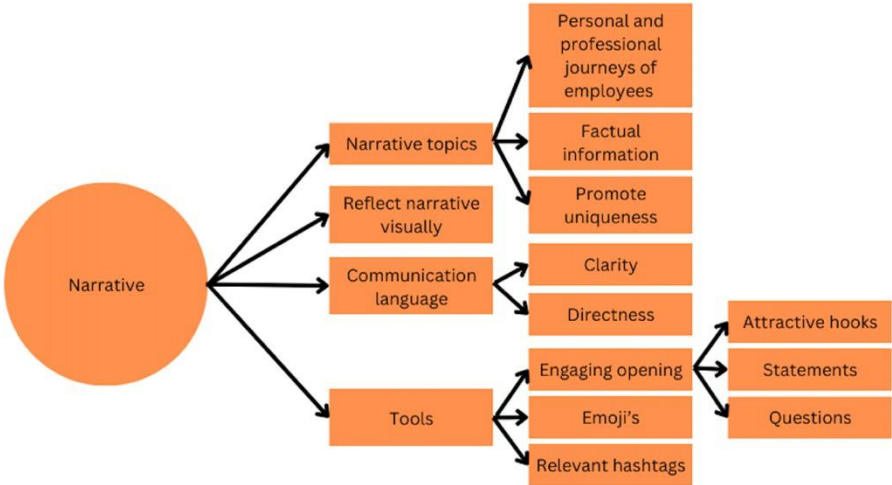 Narrative
Narrative topics
Personal and
professional
journeys of
employees
Factual
information
Promote
uniqueness
Reflect narrative
visually
Communication
language
Clarity
Directness
Tools
Engaging opening
Attractive hooks
Statements
Questions
Emoji's
Relevant hashtags